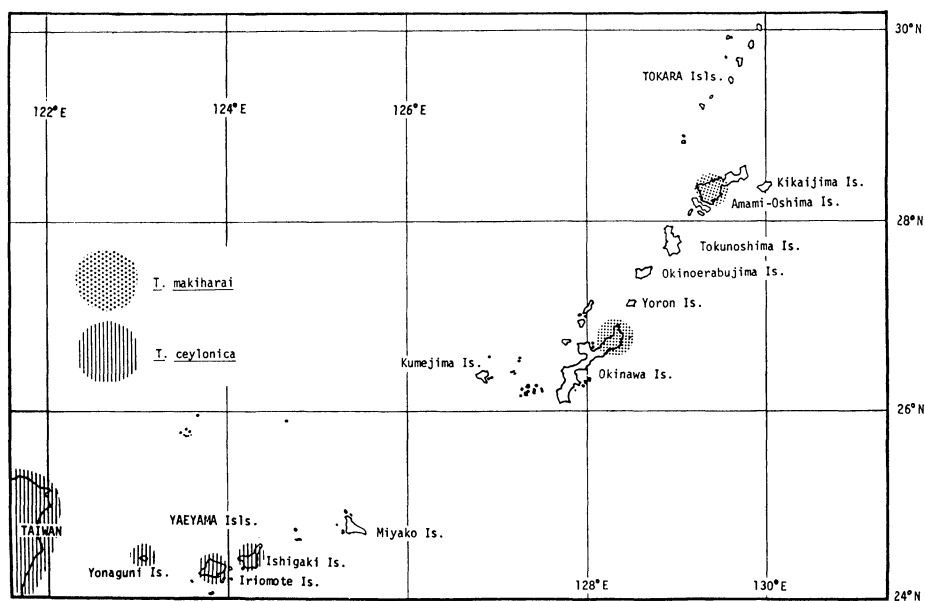 30°N
TOKARA Isls.
122°E
124°E
126°E
Kikaijima Is.
Amami-Oshima Is.
28°N
Tokunoshima Is.
T. makiharai
Okinoerabujima Is.
Yoron Is.
T. ceylonica
Kumejima Is.
Okinawa Is.
26°N
YAEYAMA Isls.
TAIWAN
Miyako Is.
Ishigaki Is.
Yonaguni Is.
Iriomote Is.
128°E
130°E
24°N